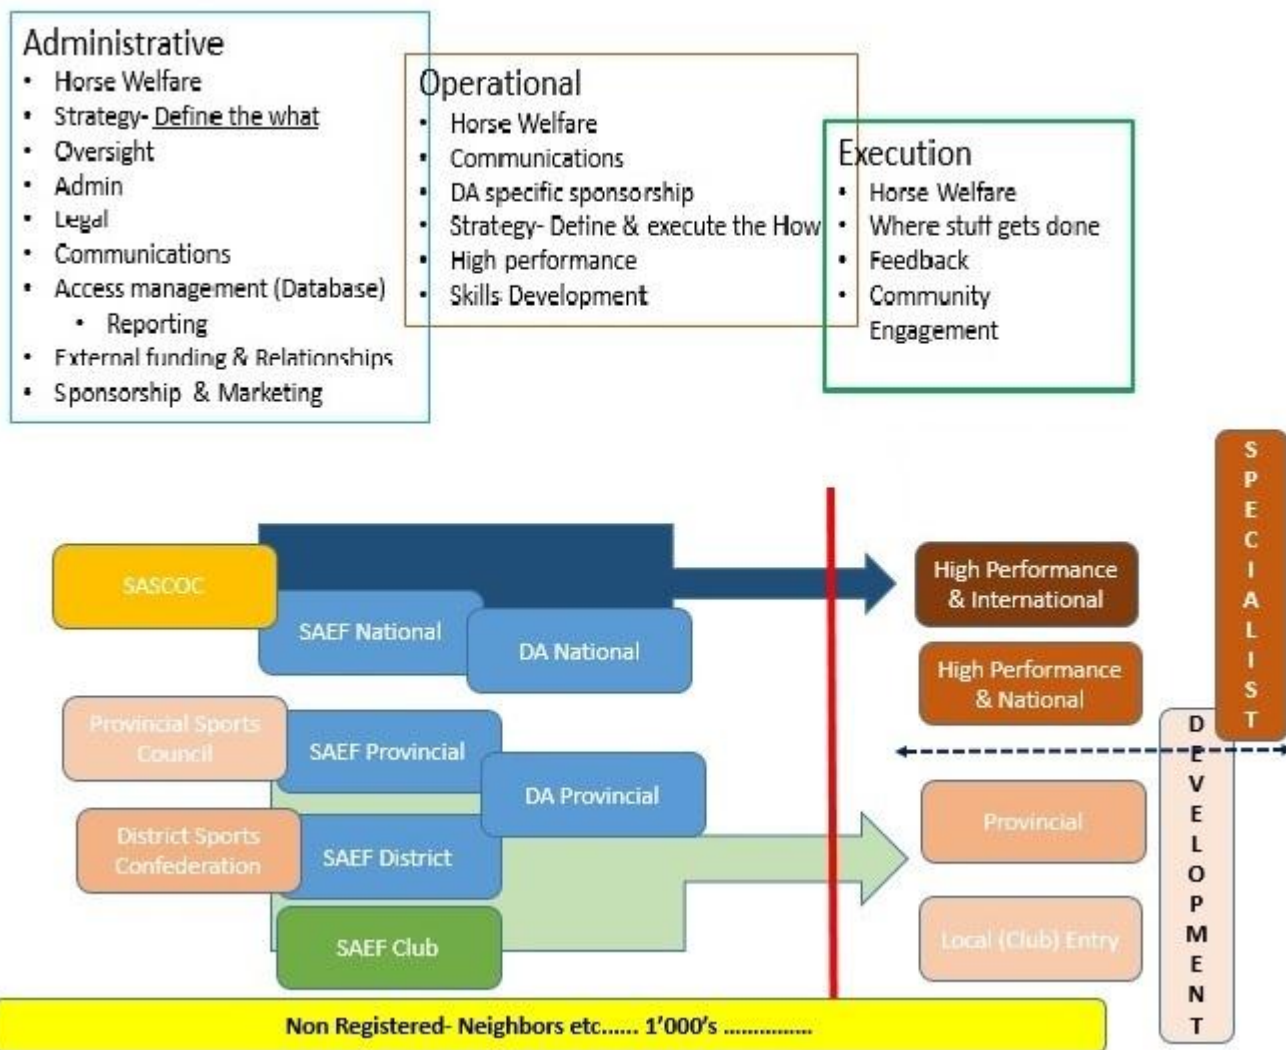 Administrative
• Horse Welfare
• Strategy- Define the what
• Oversight
• Admin
• Legal
• Communications
• Access management (Database)
• Reporting
• External funding & Relationships
• Sponsorship & Marketing
Operational
• Horse Welfare
• Communications
• DA specific sponsorship
• Strategy- Define & execute the How
• High performance
• Skills Development
Execution
• Horse Welfare
• Where stuff gets done
• Feedback
• Community
Engagement
SASCOC
SAEF National
DA National
Provincial Sports
Council
SAEF Provincial
DA Provincial
District Sports
Confederation
SAEF District
SAEF Club
High Performance
& International
High Performance
& National
Provincial
Local (Club) Entry
SPECIALIST
DEVELOPMENT
Non Registered- Neighbors etc...... 1'000's ...............